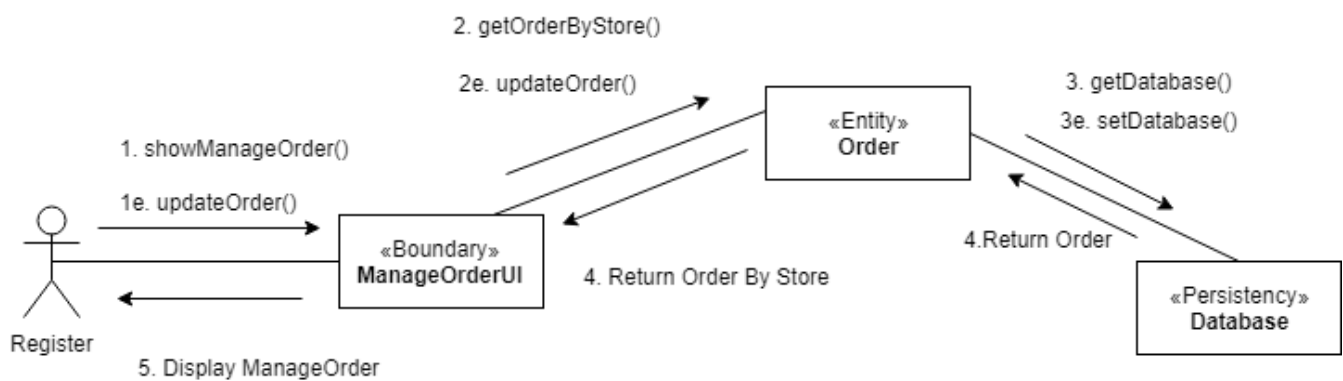 2. getOrderByStore()
2e. updateOrder()
3. getDatabase()
3e. setDatabase()
«Entity»
Order
1. showManageOrder()
1e. updateOrder()
«Boundary»
ManageOrderUI
4.Return Order
4. Return Order By Store
«Persistency»
Database
Register
5. Display ManageOrder